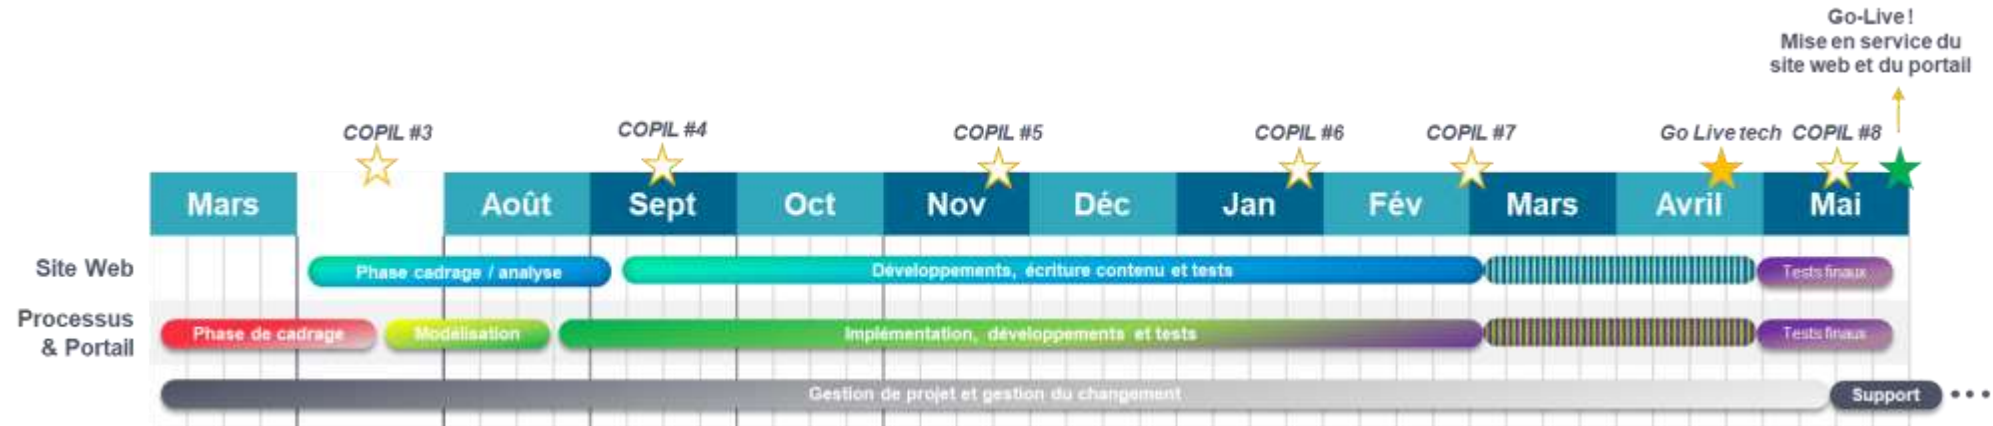 Go-Live!
Mise en service du
site web et du portail
COPIL #3
COPIL #4
COPIL #5
COPIL #6
COPIL #7
Go Live tech
COPIL #8
Mars
Août
Sept
Oct
Nov
Déc
Jan
Fév
Mars
Avril
Mai
Site Web
Phase cadrage / analyse
Développements, écriture contenu et tests
Tests finaux
Processus
& Portail
Phase de cadrage
Modélisation
Implémentation, développements et tests
Tests finaux
Gestion de projet et gestion du changement
Support